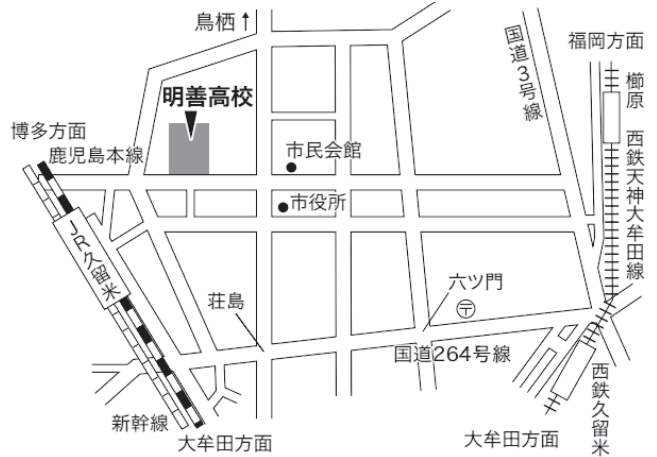 鳥栖↑
国道3号線
福岡方面
櫛原
明善高校
博多方面
鹿児島本線
市民会館
西鉄天神大牟田線
市役所
JR久留米
荘島
六ツ門
〒
国道264号線
西鉄久留米
新幹線
大牟田方面
大牟田方面